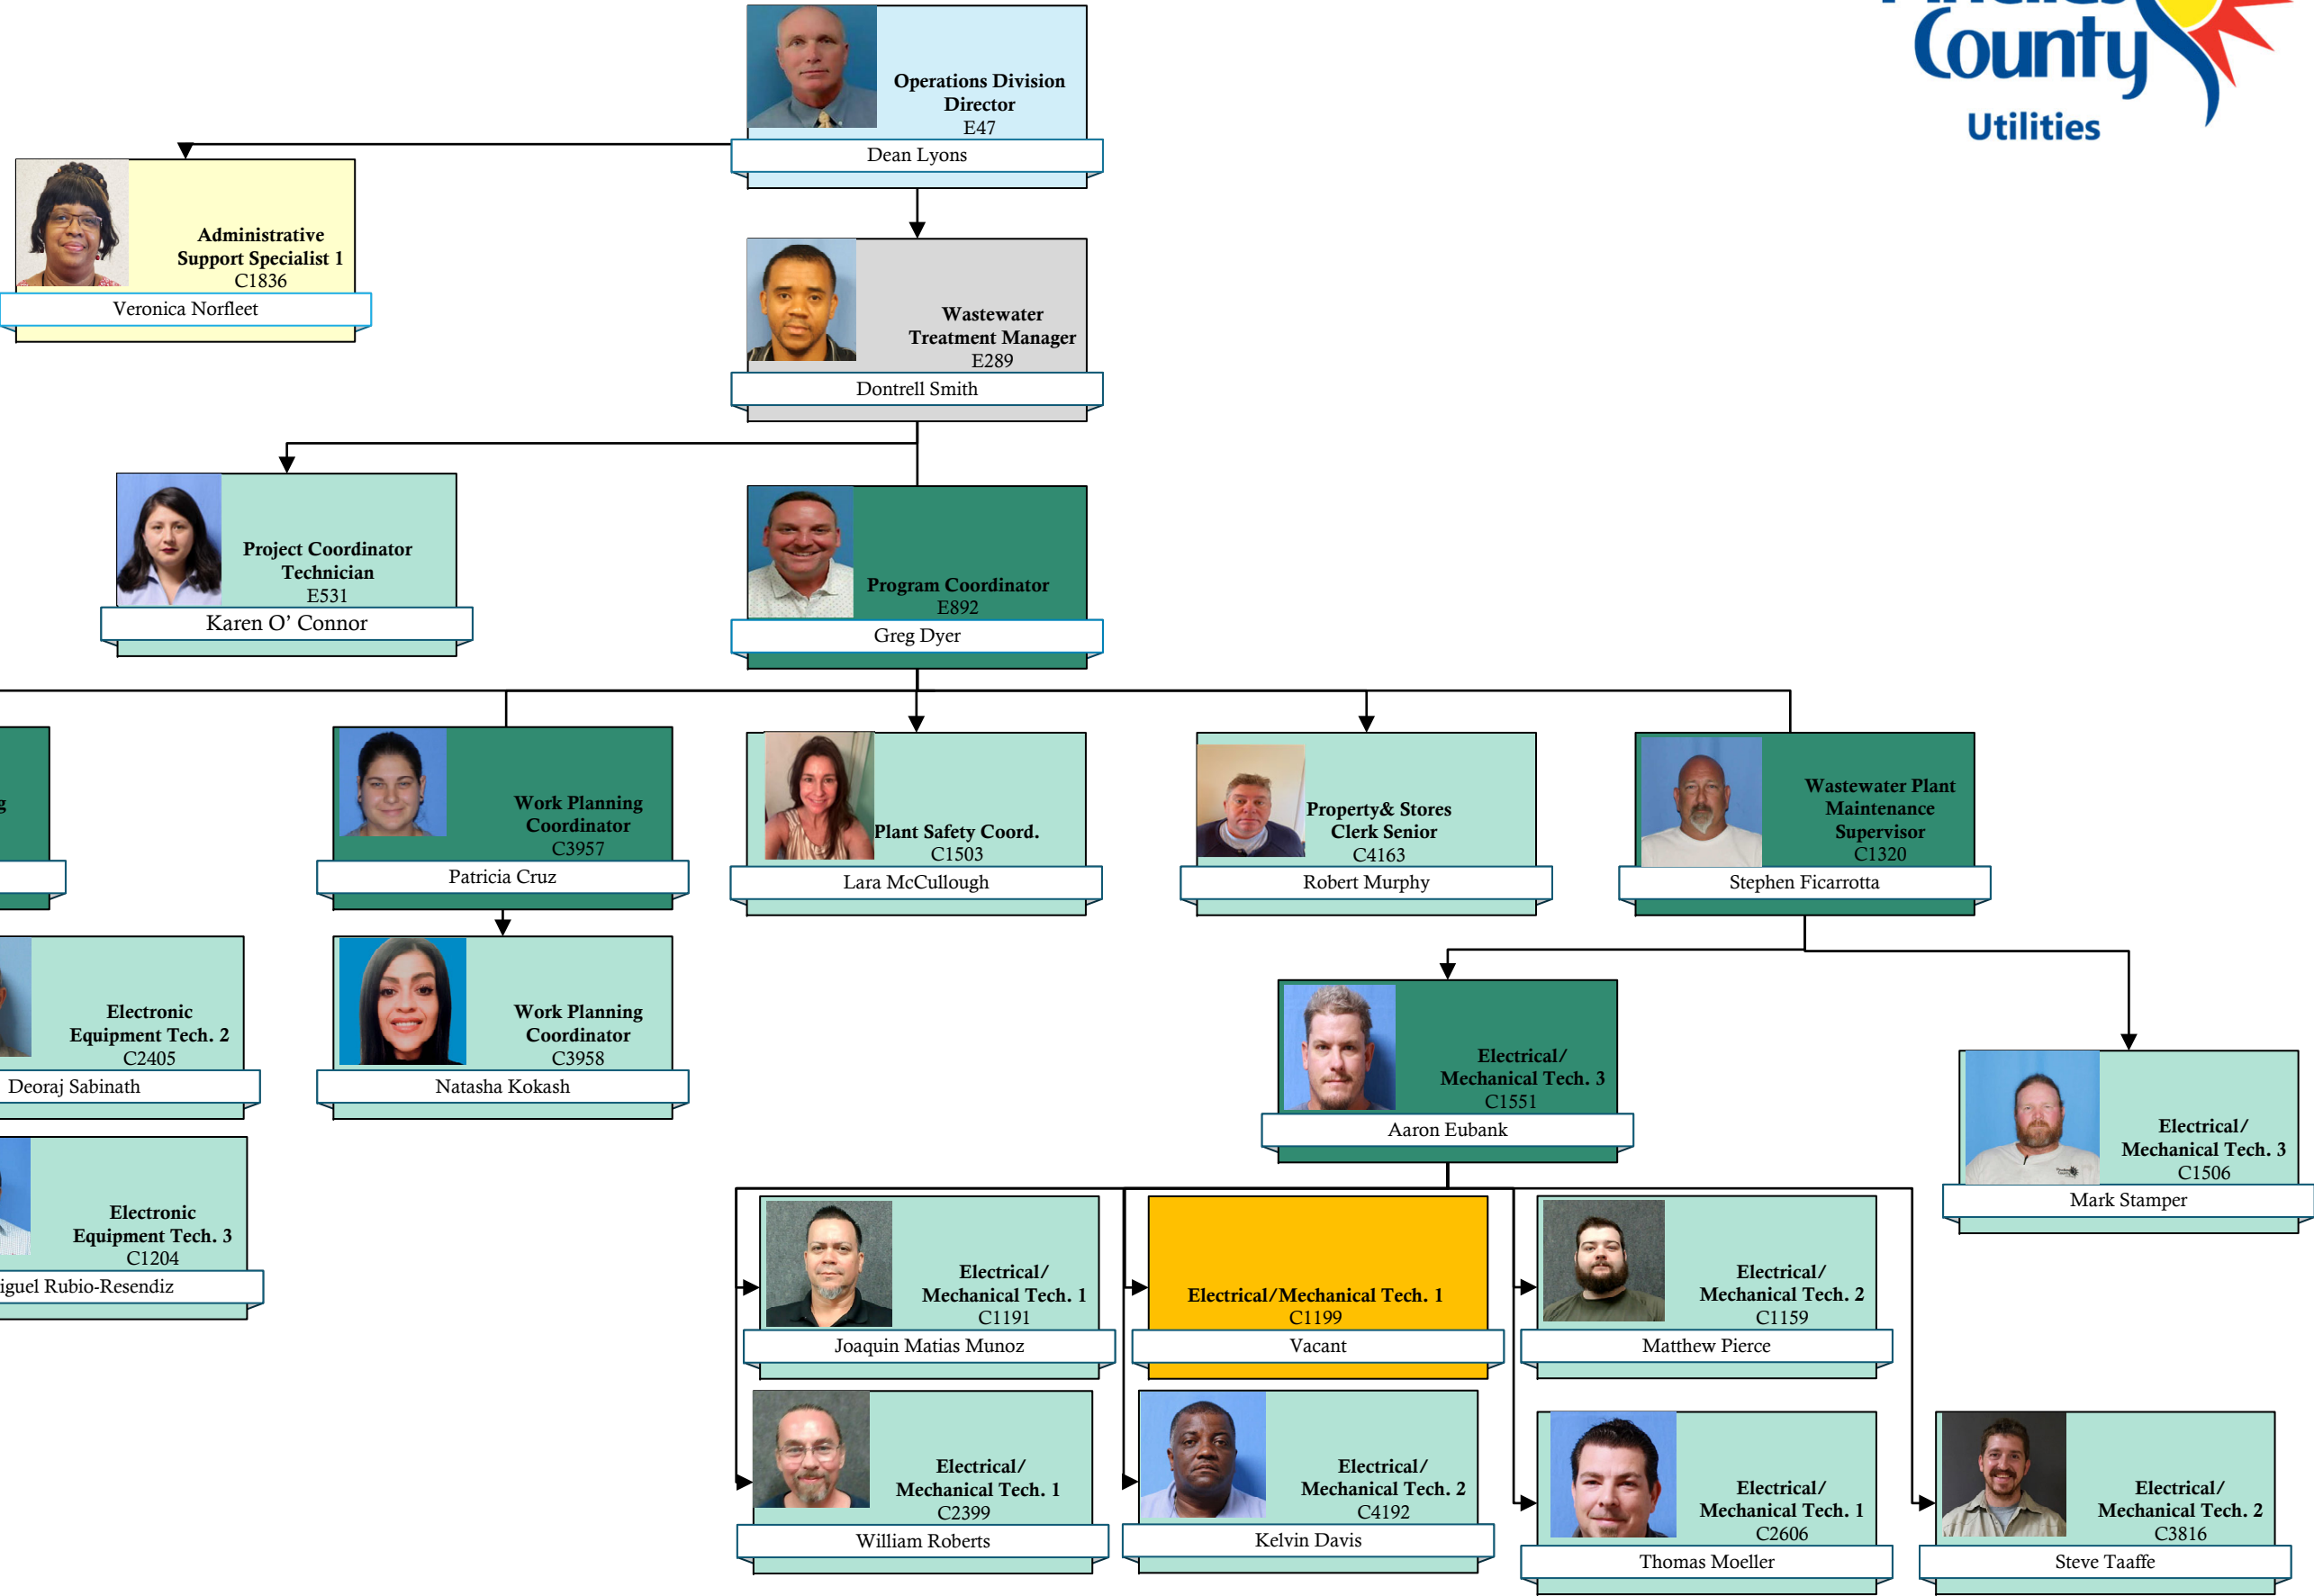 County
Utilities
Operations Division
Director
E47
Dean Lyons
Administrative
Support Specialist 1
C1836
Veronica Norfleet
Wastewater
Treatment Manager
E289
Dontrell Smith
Project Coordinator
Technician
E531
Karen O’ Connor
Program Coordinator
E892
Greg Dyer
g
Work Planning
Coordinator
C3957
Patricia Cruz
Plant Safety Coord.
C1503
Lara McCullough
Property& Stores
Clerk Senior
C4163
Robert Murphy
Wastewater Plant
Maintenance
Supervisor
C1320
Stephen Ficarrotta
Electronic
Equipment Tech. 2
C2405
Deoraj Sabinath
Work Planning
Coordinator
C3958
Natasha Kokash
Electrical/
Mechanical Tech. 3
C1551
Aaron Eubank
Electrical/
Mechanical Tech. 3
C1506
Mark Stamper
Electronic
Equipment Tech. 3
C1204
iguel Rubio-Resendiz
Electrical/
Mechanical Tech. 1
C1191
Joaquin Matias Munoz
Electrical/Mechanical Tech. 1
C1199
Vacant
Electrical/
Mechanical Tech. 2
C1159
Matthew Pierce
Electrical/
Mechanical Tech. 1
C2399
William Roberts
Electrical/
Mechanical Tech. 2
C4192
Kelvin Davis
Electrical/
Mechanical Tech. 1
C2606
Thomas Moeller
Electrical/
Mechanical Tech. 2
C3816
Steve Taaffe